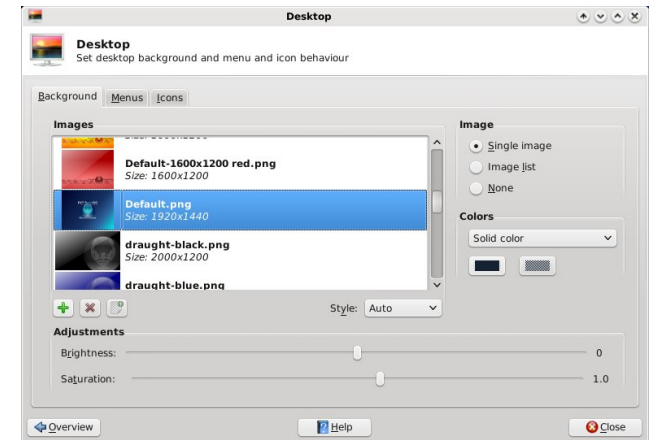 Desktop
Desktop
Set desktop background and menu and icon behaviour
Background Menus Icons
Images
Default-1600x1200 red.png
Size: 1600x1200
Default.png
Size: 1920x1440
draught-black.png
Size: 2000x1200
draught-blue.png
Style: Auto
Image
Single image
Image list
None
Colors
Solid color
Adjustments
Brightness: 0
Saturation: 1.0
Overview Help Close